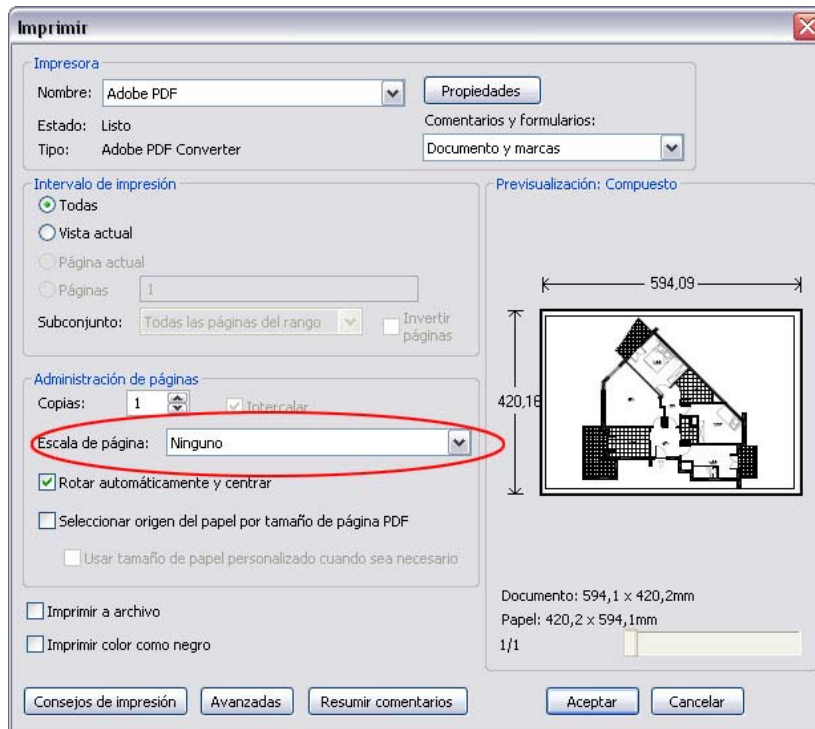 Imprimir
Impresora
Nombre: Adobe PDF
Propiedades
Estado: Listo
Comentarios y formularios:
Tipo: Adobe PDF Converter
Documento y marcas
Intervalo de impresión
Todas
Vista actual
Página actual
Páginas 1
Subconjunto: Todas las páginas del rango
Invertir páginas
Previsualización: Compuesto
594,09
420,18
Administración de páginas
Copias: 1
Intercalar
Escala de página: Ninguno
Rotar automáticamente y centrar
Seleccionar origen del papel por tamaño de página PDF
Usar tamaño de papel personalizado cuando sea necesario
Imprimir a archivo
Imprimir color como negro
Documento: 594,1 x 420,2mm
Papel: 420,2 x 594,1mm
1/1
Consejos de impresión
Avanzadas
Resumir comentarios
Aceptar
Cancelar